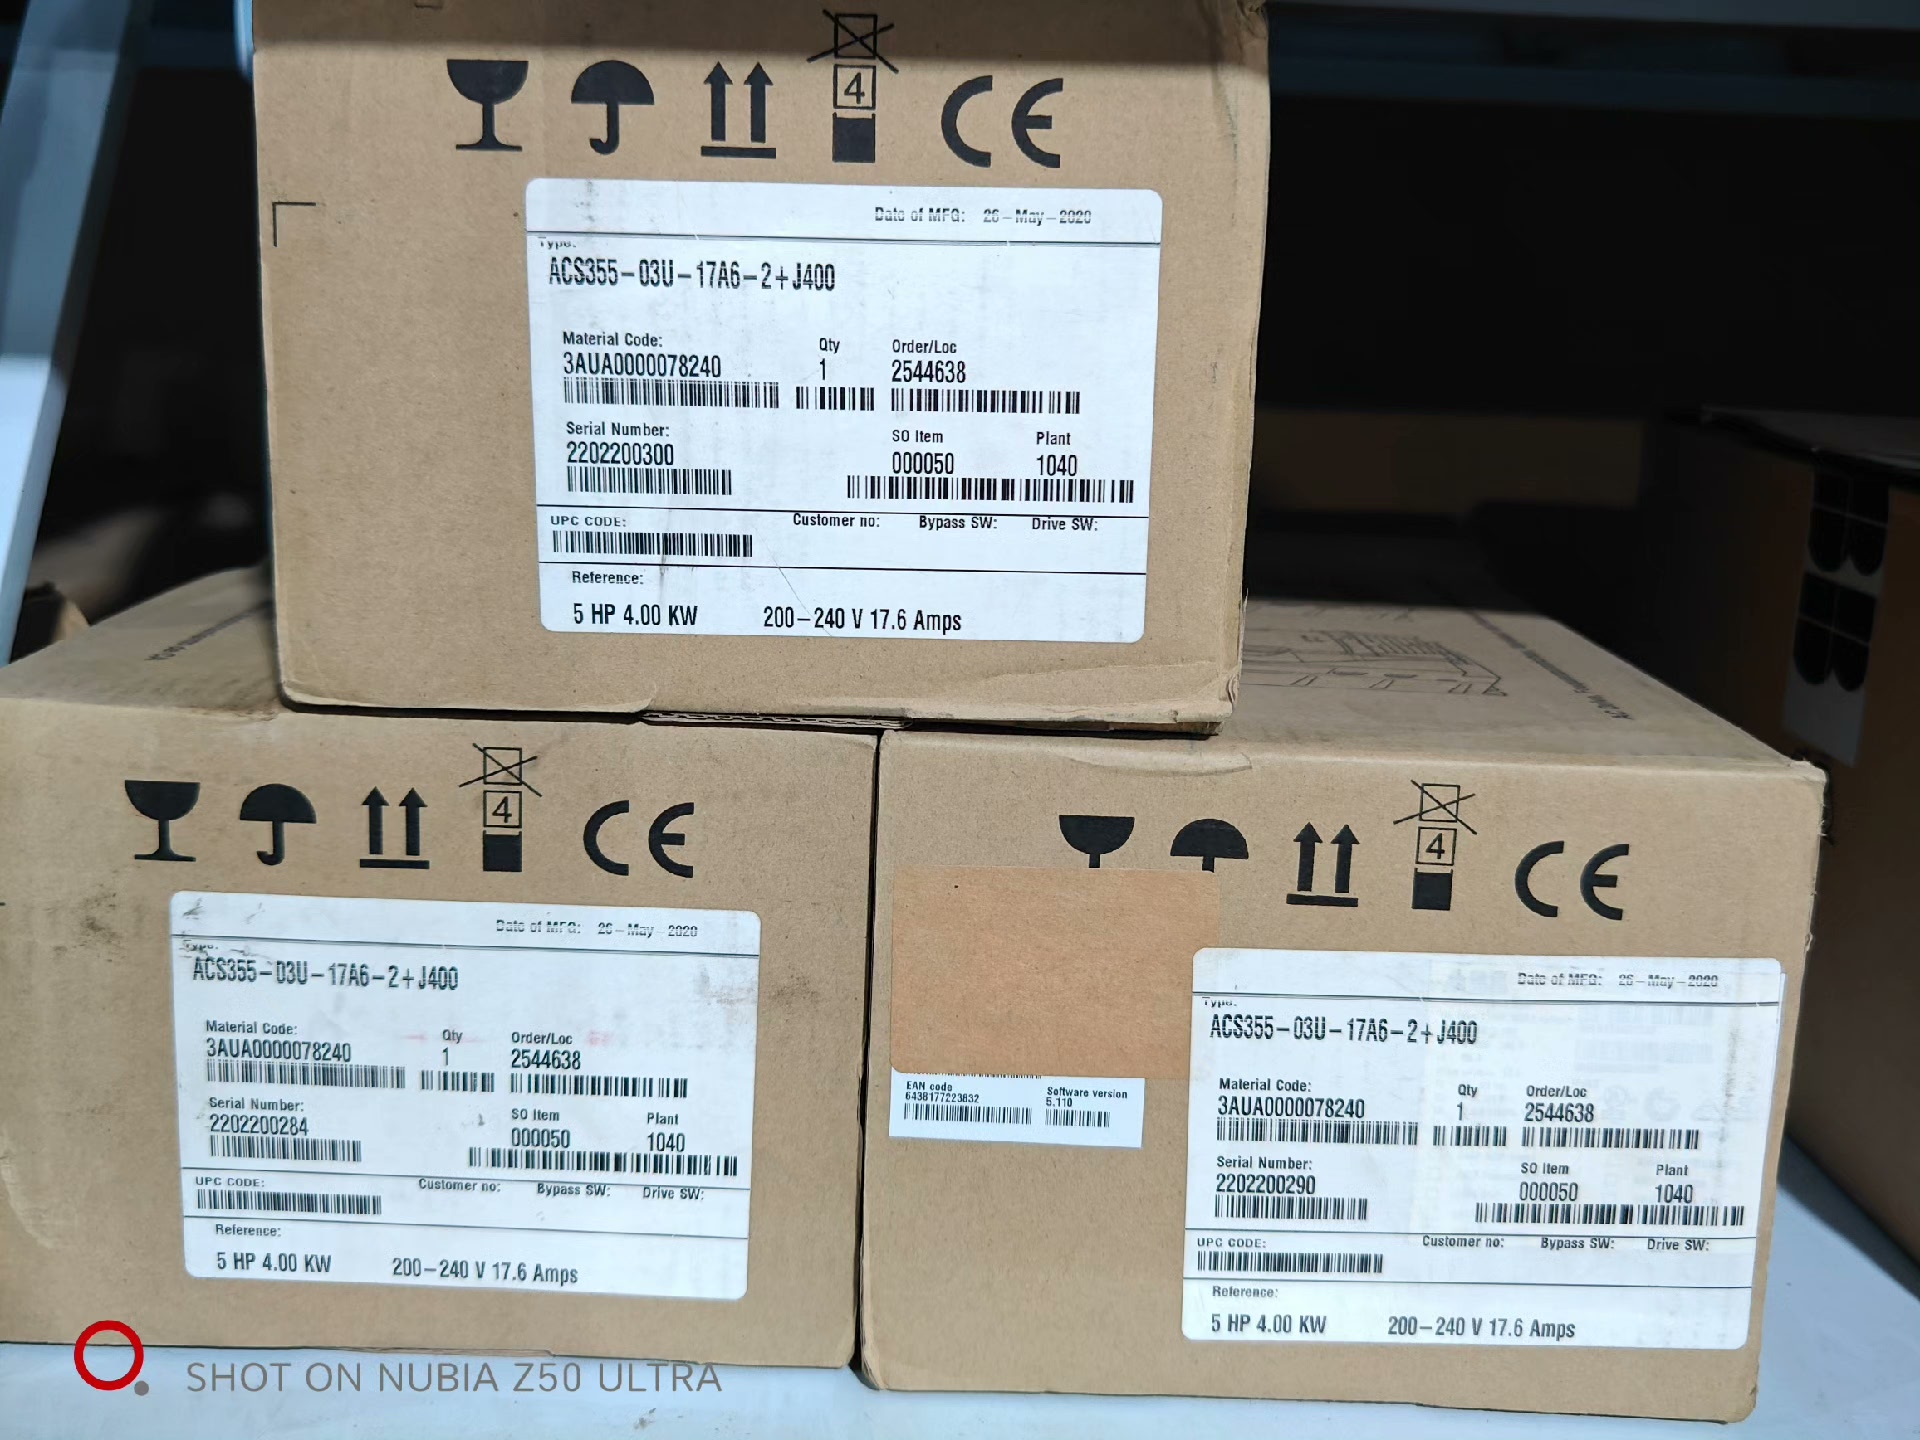 4
CE
Date of MFG: 26-May-2020
Type:
ACS355-03U-17A6-2+J400
Material Code: Qty Order/Loc
3AUA0000078240 1 2544638
Serial Number: SO Item Plant
2202200300 000050 1040
UPC CODE: Customer no: Bypass SW: Drive SW:
Reference:
5 HP 4.00 KW 200-240 V 17.6 Amps
4
CE
Date of MFG: 26-May-2020
Type:
ACS355-03U-17A6-2+J400
Material Code: Qty Order/Loc
3AUA0000078240 1 2544638
Serial Number: SO Item Plant
2202200284 000050 1040
UPC CODE: Customer no: Bypass SW: Drive SW:
Reference:
5 HP 4.00 KW 200-240 V 17.6 Amps
4
CE
EAN code Software version
6438177223832 5.110
Date of MFG: 26-May-2020
Type:
ACS355-03U-17A6-2+J400
Material Code: Qty Order/Loc
3AUA0000078240 1 2544638
Serial Number: SO Item Plant
2202200290 000050 1040
UPC CODE: Customer no: Bypass SW: Drive SW:
Reference:
5 HP 4.00 KW 200-240 V 17.6 Amps
SHOT ON NUBIA Z50 ULTRA